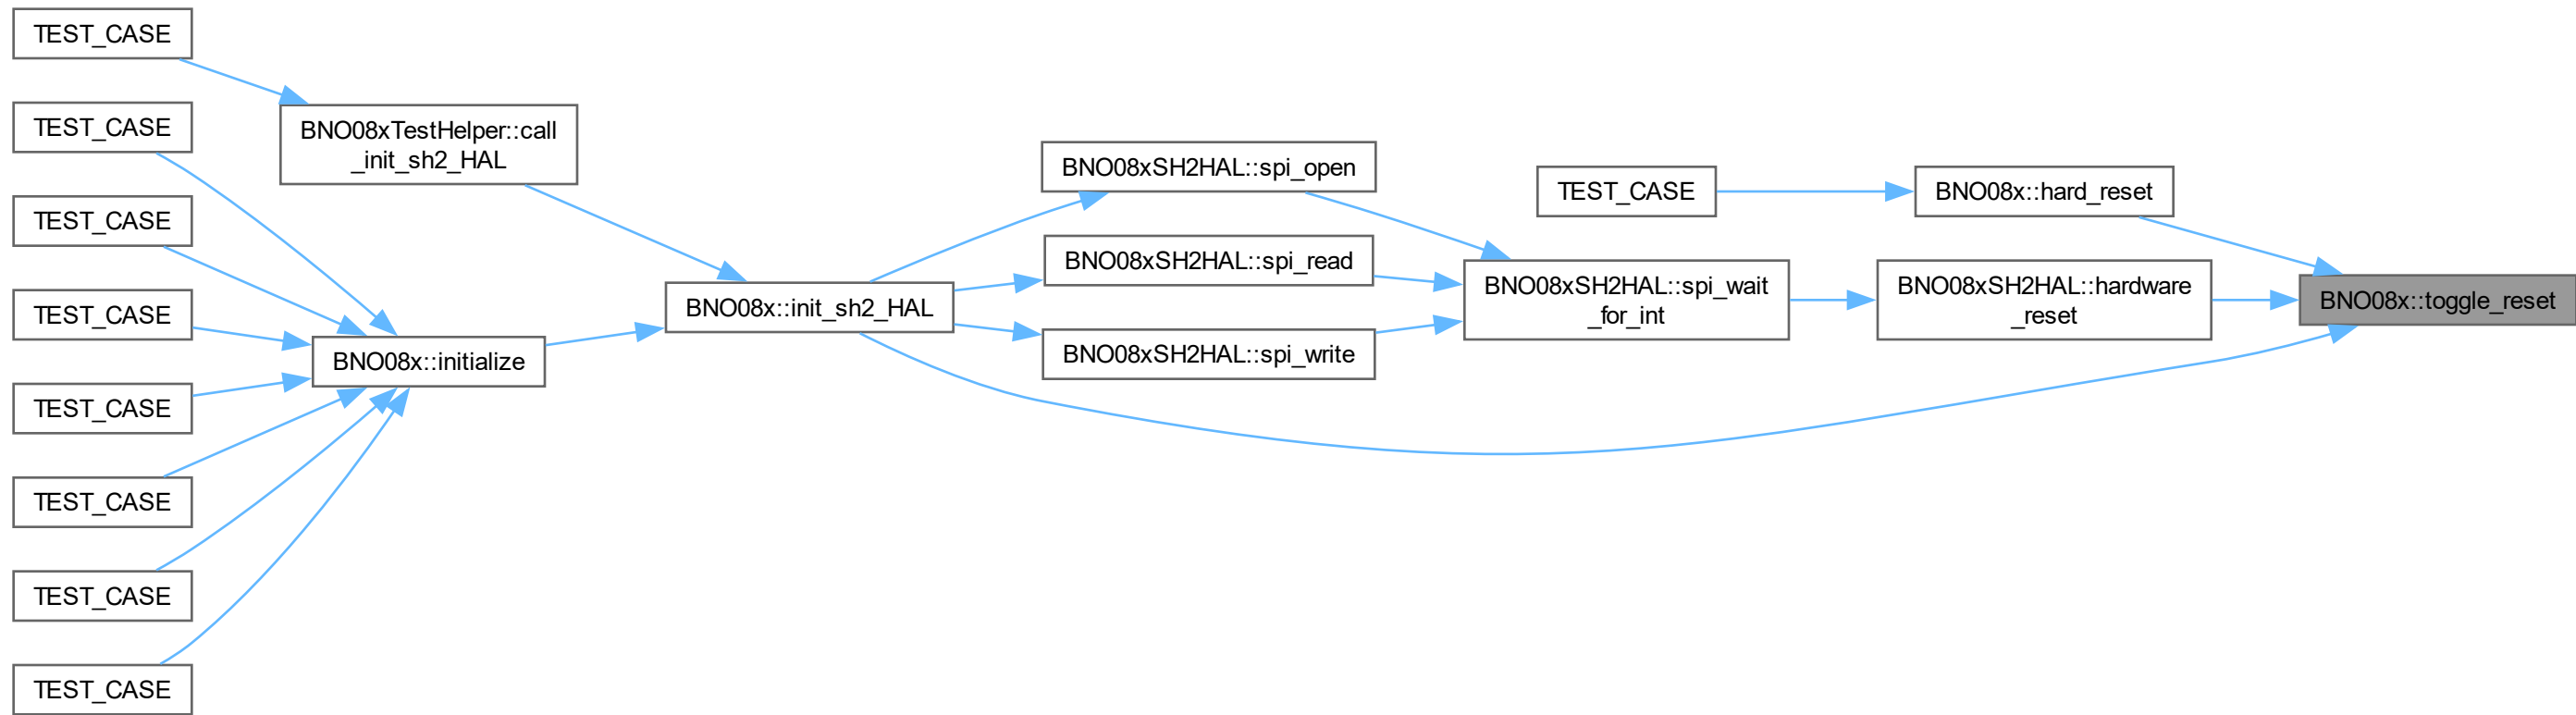 TEST_CASE
TEST_CASE
TEST_CASE
TEST_CASE
TEST_CASE
TEST_CASE
TEST_CASE
TEST_CASE
BNO08xTestHelper::call
_init_sh2_HAL
BNO08x::initialize
BNO08x::init_sh2_HAL
BNO08xSH2HAL::spi_open
BNO08xSH2HAL::spi_read
BNO08xSH2HAL::spi_write
TEST_CASE
BNO08xSH2HAL::spi_wait
_for_int
BNO08x::hard_reset
BNO08xSH2HAL::hardware
_reset
BNO08x::toggle_reset